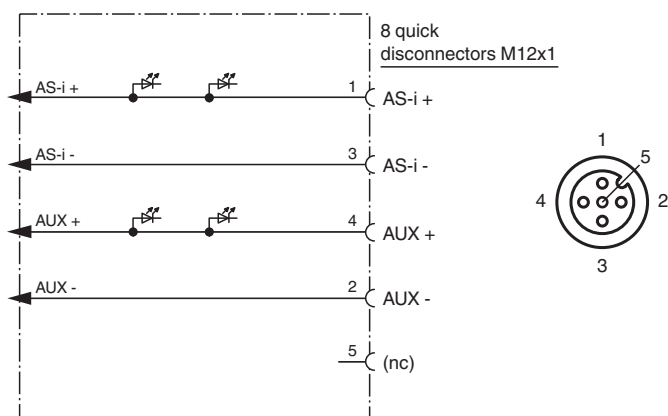 8 quick
disconnectors M12x1
AS-i +
1
AS-i +
AS-i -
3
AS-i -
AUX +
4
AUX +
AUX -
2
AUX -
5
(nc)
1
5
4
2
3